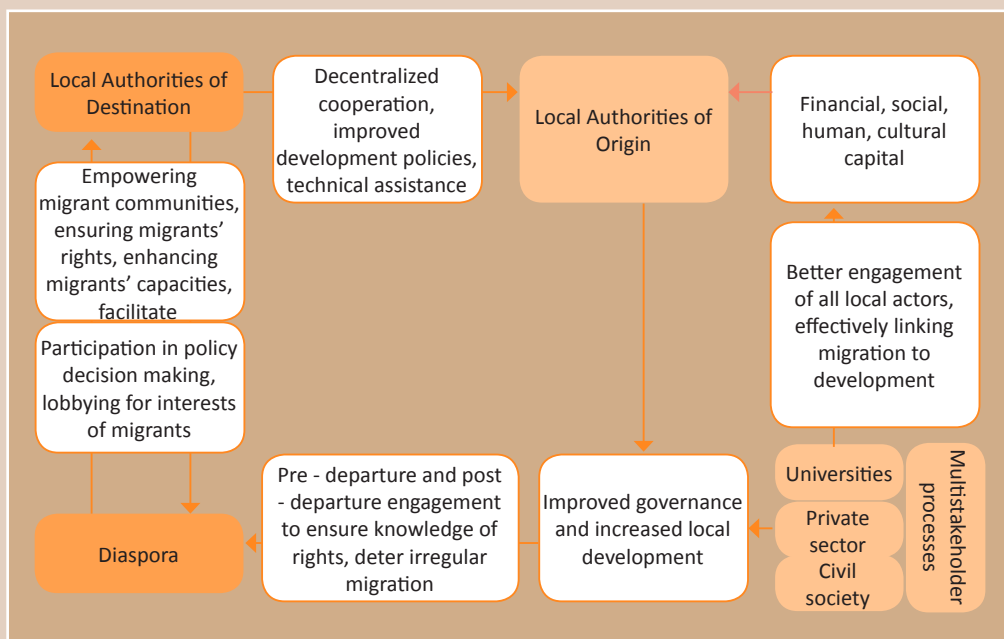 Local Authorities of
Destination
Decentralized
cooperation,
improved
development policies,
technical assistance
Local Authorities of
Origin
Financial, social,
human, cultural
capital
Empowering
migrant communities,
ensuring migrants’
rights, enhancing
migrants’ capacities,
facilitate
Better engagement
of all local actors,
effectively linking
migration to
development
Participation in policy
decision making,
lobbying for interests
of migrants
Diaspora
Pre - departure and post
- departure engagement
to ensure knowledge of
rights, deter irregular
migration
Improved governance
and increased local
development
Universities
Private
sector
Civil
society
Multistakeholder
processes